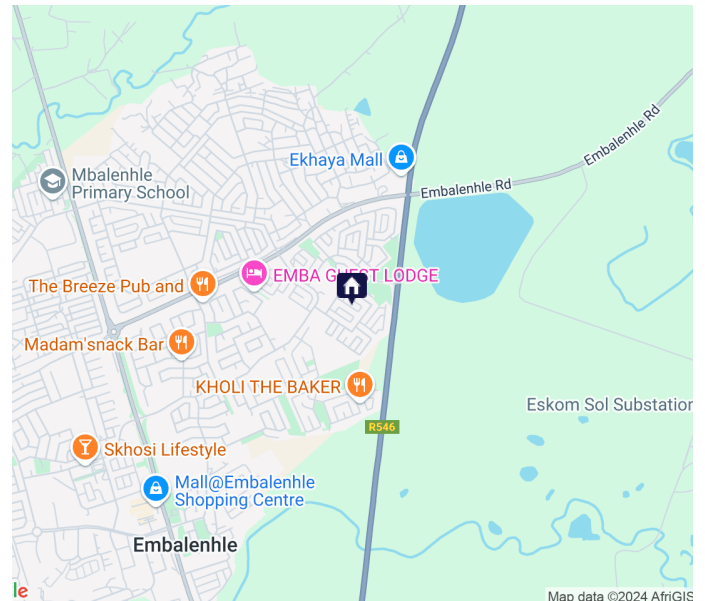 Ekhaya Mall
Embalenhle Rd
Embalenhle Rd
Mbalenhle
Primary School
EMBA GUEST LODGE
The Breeze Pub and
Madam'snack Bar
KHOLI THE BAKER
Eskom Sol Substation
R546
Skhosi Lifestyle
Mall@Embalenhle
Shopping Centre
Embalenhle
le
Map data ©2024 AfriGIS